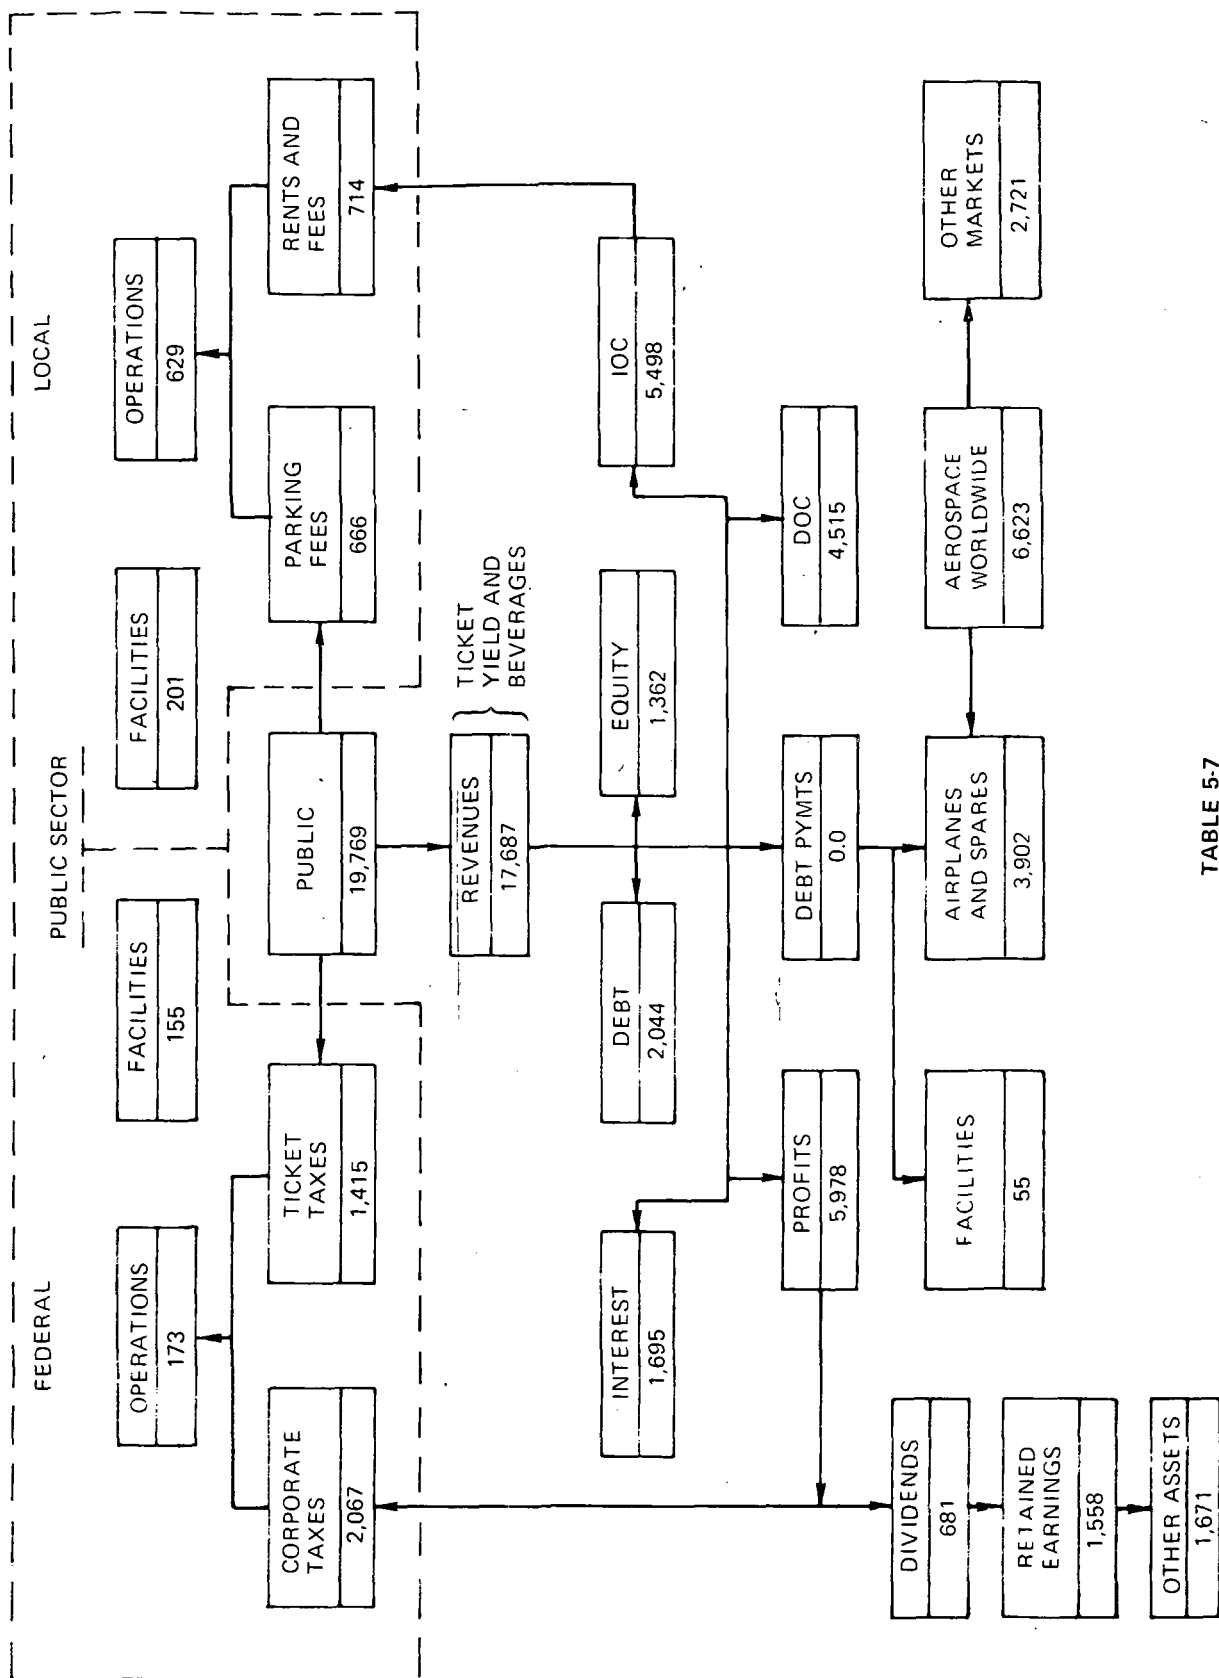 PUBLIC SECTOR
FEDERAL
LOCAL
OPERATIONS
173
FACILITIES
155
FACILITIES
201
OPERATIONS
629
CORPORATE
TAXES
2,067
TICKET
TAXES
1,415
PUBLIC
19,769
PARKING
FEES
666
RENTS AND
FEES
714
REVENUES
17,687
TICKET
YIELD AND
BEVERAGES
INTEREST
1,695
DEBT
2,044
EQUITY
1,362
IOC
5,498
PROFITS
5,978
DEBT PYMTS
0.0
DOC
4,515
DIVIDENDS
681
RETAINED
EARNINGS
1,558
OTHER ASSETS
1,671
FACILITIES
55
AIRPLANES
AND SPARES
3,902
AEROSPACE
WORLDWIDE
6,623
OTHER
MARKETS
2,721
TABLE 5-7